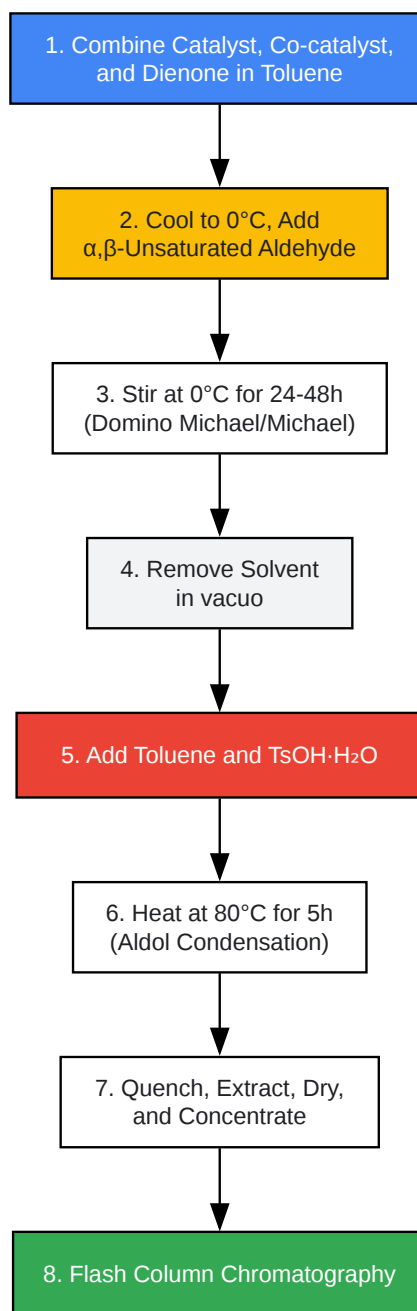 1. Combine Catalyst, Co-catalyst,
and Dienone in Toluene
2. Cool to 0°C, Add
α,β-Unsaturated Aldehyde
3. Stir at 0°C for 24-48h
(Domino Michael/Michael)
4. Remove Solvent
in vacuo
5. Add Toluene and TsOH·H₂O
6. Heat at 80°C for 5h
(Aldol Condensation)
7. Quench, Extract, Dry,
and Concentrate
8. Flash Column Chromatography